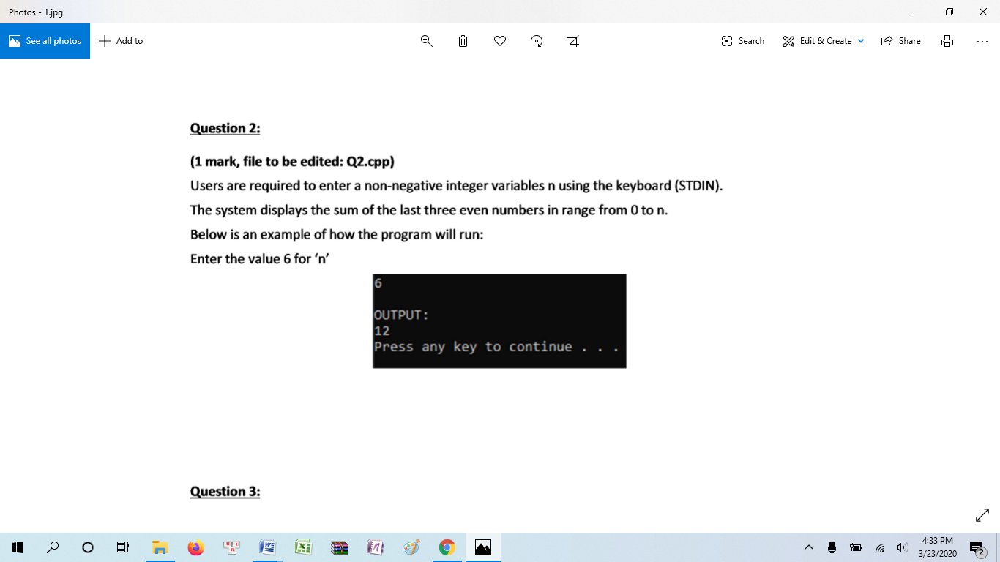 Photos - 1.jpg
See all photos
Add to
Search
Edit & Create
Share
Question 2:
(1 mark, file to be edited: Q2.cpp)
Users are required to enter a non-negative integer variables n using the keyboard (STDIN).
The system displays the sum of the last three even numbers in range from 0 to n.
Below is an example of how the program will run:
Enter the value 6 for ‘n’
6
OUTPUT:
12
Press any key to continue . . .
Question 3:
4:33 PM
3/23/2020
2